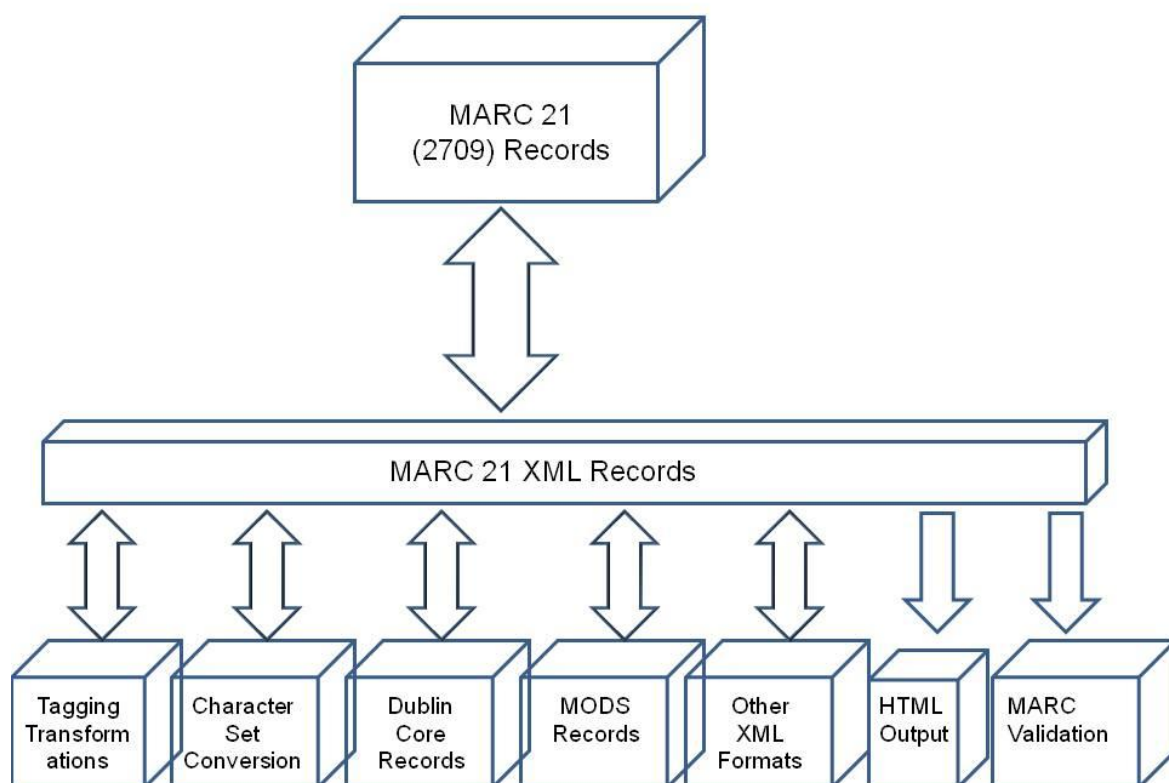 MARC 21
(2709) Records
MARC 21 XML Records
Tagging
Transform
ations
Character
Set
Conversion
Dublin
Core
Records
MODS
Records
Other
XML
Formats
HTML
Output
MARC
Validation